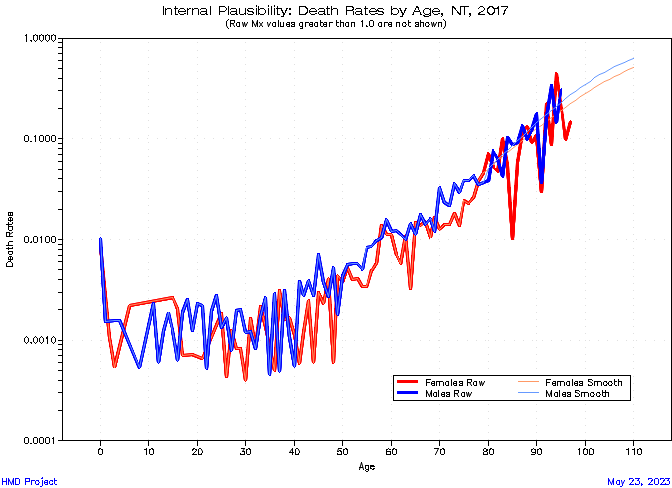 Internal Plausibility: Death Rates by Age, NT, 2017
(Raw Mx values greater than 1.0 are not shown)
1.0000
0.1000
0.0100
0.0010
0.0001
Death Rates
0 10 20 30 40 50 60 70 80 90 100 110
Age
Females Raw Females Smooth
Males Raw Males Smooth
HMD Project May 23, 2023